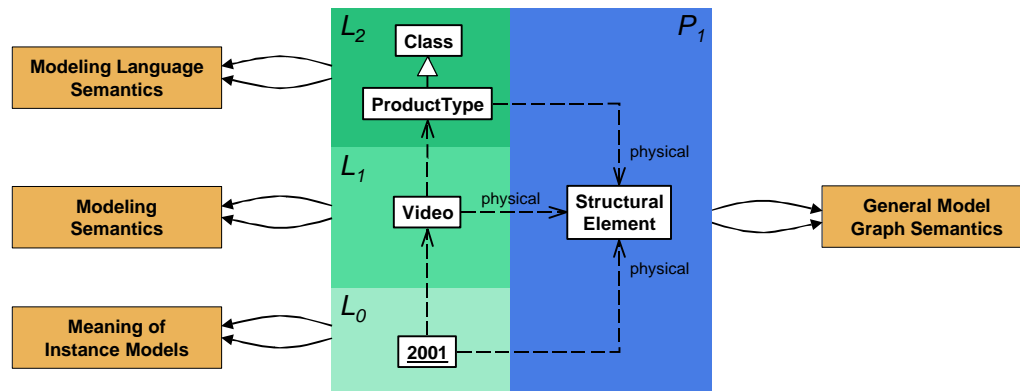 L2
P1
Class
Modeling Language
Semantics
ProductType
physical
L1
Modeling
Semantics
Video
physical
Structural
Element
General Model
Graph Semantics
physical
L0
Meaning of
Instance Models
2001